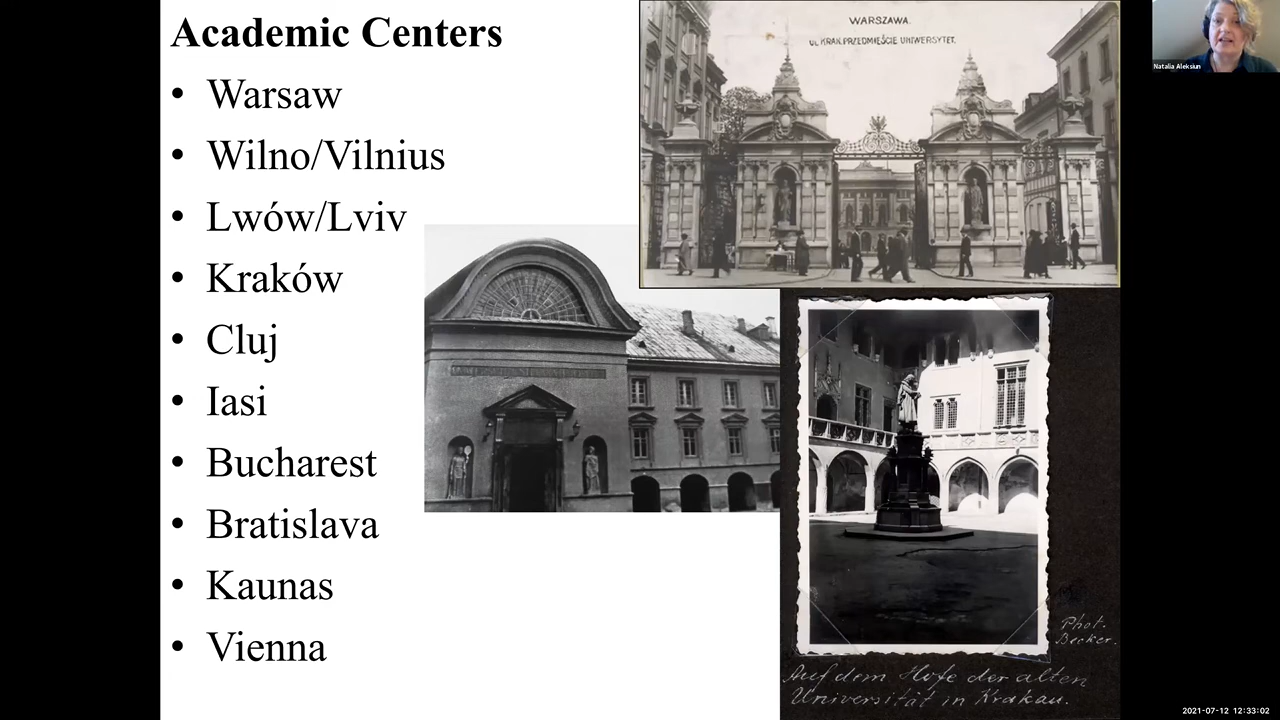 Academic Centers
• Warsaw
• Wilno/Vilnius
• Lwów/Lviv
• Kraków
• Cluj
• Iasi
• Bucharest
• Bratislava
• Kaunas
• Vienna
WARSZAWA.
UL. KRAK. PRZEDMIEŚCIE UNIWERSYTET.
Phot.
Becker.
Auf dem Hofe der alten
Universität in Krakau.
Natalia Aleksiun
2021-07-12 12:33:02